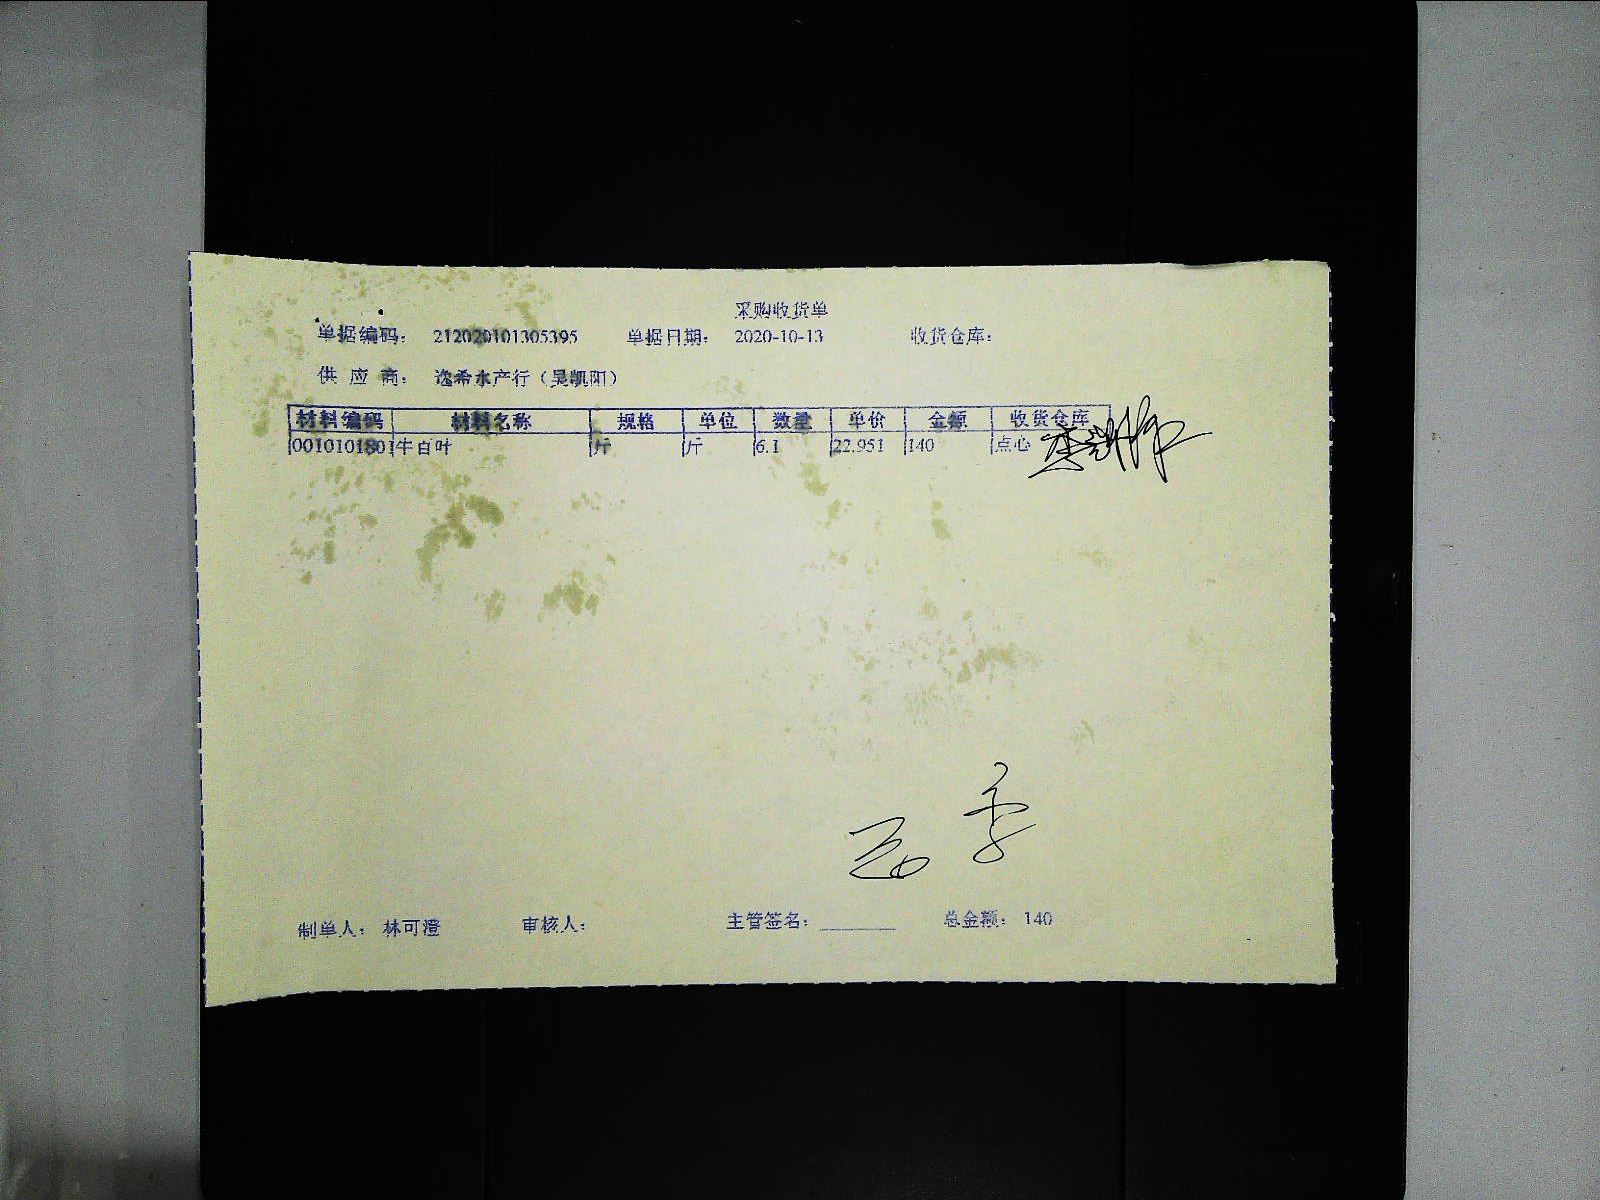 采购收货单
单据编码： 212020101305395 单据日期： 2020-10-13 收货仓库：
供 应 商： 逸希水产行（吴凯阳）
材料编码 材料名称 规格 单位 数量 单价 金额 收货仓库
0010101801 牛百叶 斤 斤 6.1 22.951 140 点心
制单人： 林可澄 审核人： 主管签名： ________ 总金额： 140